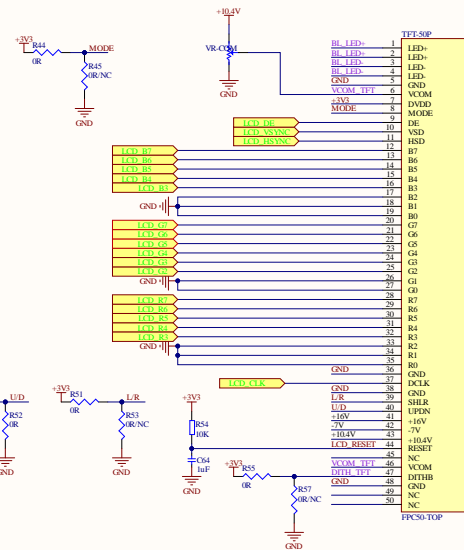 +10.4V
VR-COM
GND
+3V3
R44
0R
MODE
R45
0R/NC
GND
TFT-50P
BL_LED+ 1 LED+
BL_LED+ 2 LED+
BL_LED- 3 LED-
BL_LED- 4 LED-
GND 5 GND
VCOM_TFT 6 VCOM
+3V3 7 DVDD
MODE 8 MODE
LCD_DE 9 DE
LCD_VSYNC 10 VSD
LCD_HSYNC 11 HSD
LCD_B7 12 B7
LCD_B6 13 B6
LCD_B5 14 B5
LCD_B4 15 B4
LCD_B3 16 B3
17 B2
GND 18 B1
19 B0
LCD_G7 20 G7
LCD_G6 21 G6
LCD_G5 22 G5
LCD_G4 23 G4
LCD_G3 24 G3
LCD_G2 25 G2
GND 26 G1
27 G0
LCD_R7 28 R7
LCD_R6 29 R6
LCD_R5 30 R5
LCD_R4 31 R4
LCD_R3 32 R3
GND 33 R2
34 R1
35 R0
GND 36 GND
LCD_CLK 37 DCLK
GND 38 GND
L/R 39 SHLR
U/D 40 UPDN
+16V 41 +16V
-7V 42 -7V
+10.4V 43 +10.4V
LCD_RESET 44 RESET
45 NC
VCOM_TFT 46 VCOM
DITH_TFT 47 DITHB
GND 48 GND
49 NC
50 NC
FPC50-TOP
U/D
R52
0R
GND
+3V3
R51
0R
L/R
R53
0R/NC
GND
+3V3
R54
10K
C64
1uF
GND
+3V3
R55
0R
R57
0R/NC
GND